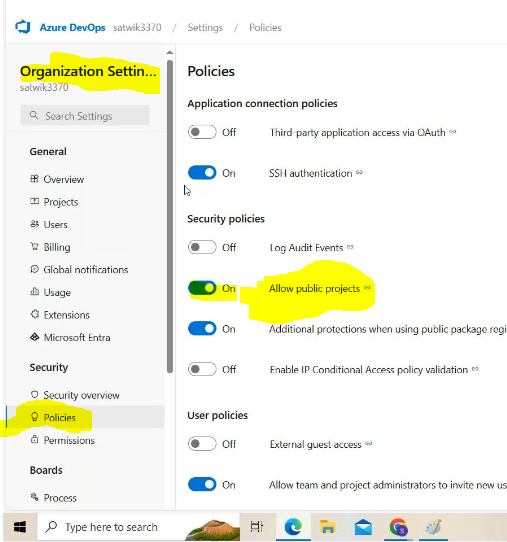 Azure DevOps satwik3370 / Settings / Policies
Organization Settin...
satwik3370
Search Settings
General
Overview
Projects
Users
Billing
Global notifications
Usage
Extensions
Microsoft Entra
Security
Security overview
Policies
Permissions
Boards
Process
Policies
Application connection policies
Off Third-party application access via OAuth
On SSH authentication
Security policies
Off Log Audit Events
On Allow public projects
On Additional protections when using public package regi
Off Enable IP Conditional Access policy validation
User policies
Off External guest access
On Allow team and project administrators to invite new us
Type here to search